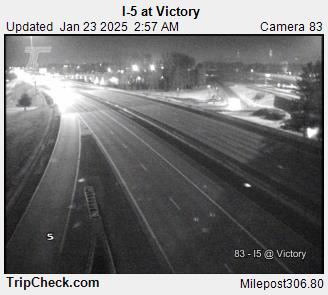 I-5 at Victory
Updated  Jan 23 2025  2:57 AM
Camera 83
T
S
83 - I5 @ Victory
TripCheck.com
Milepost306.80